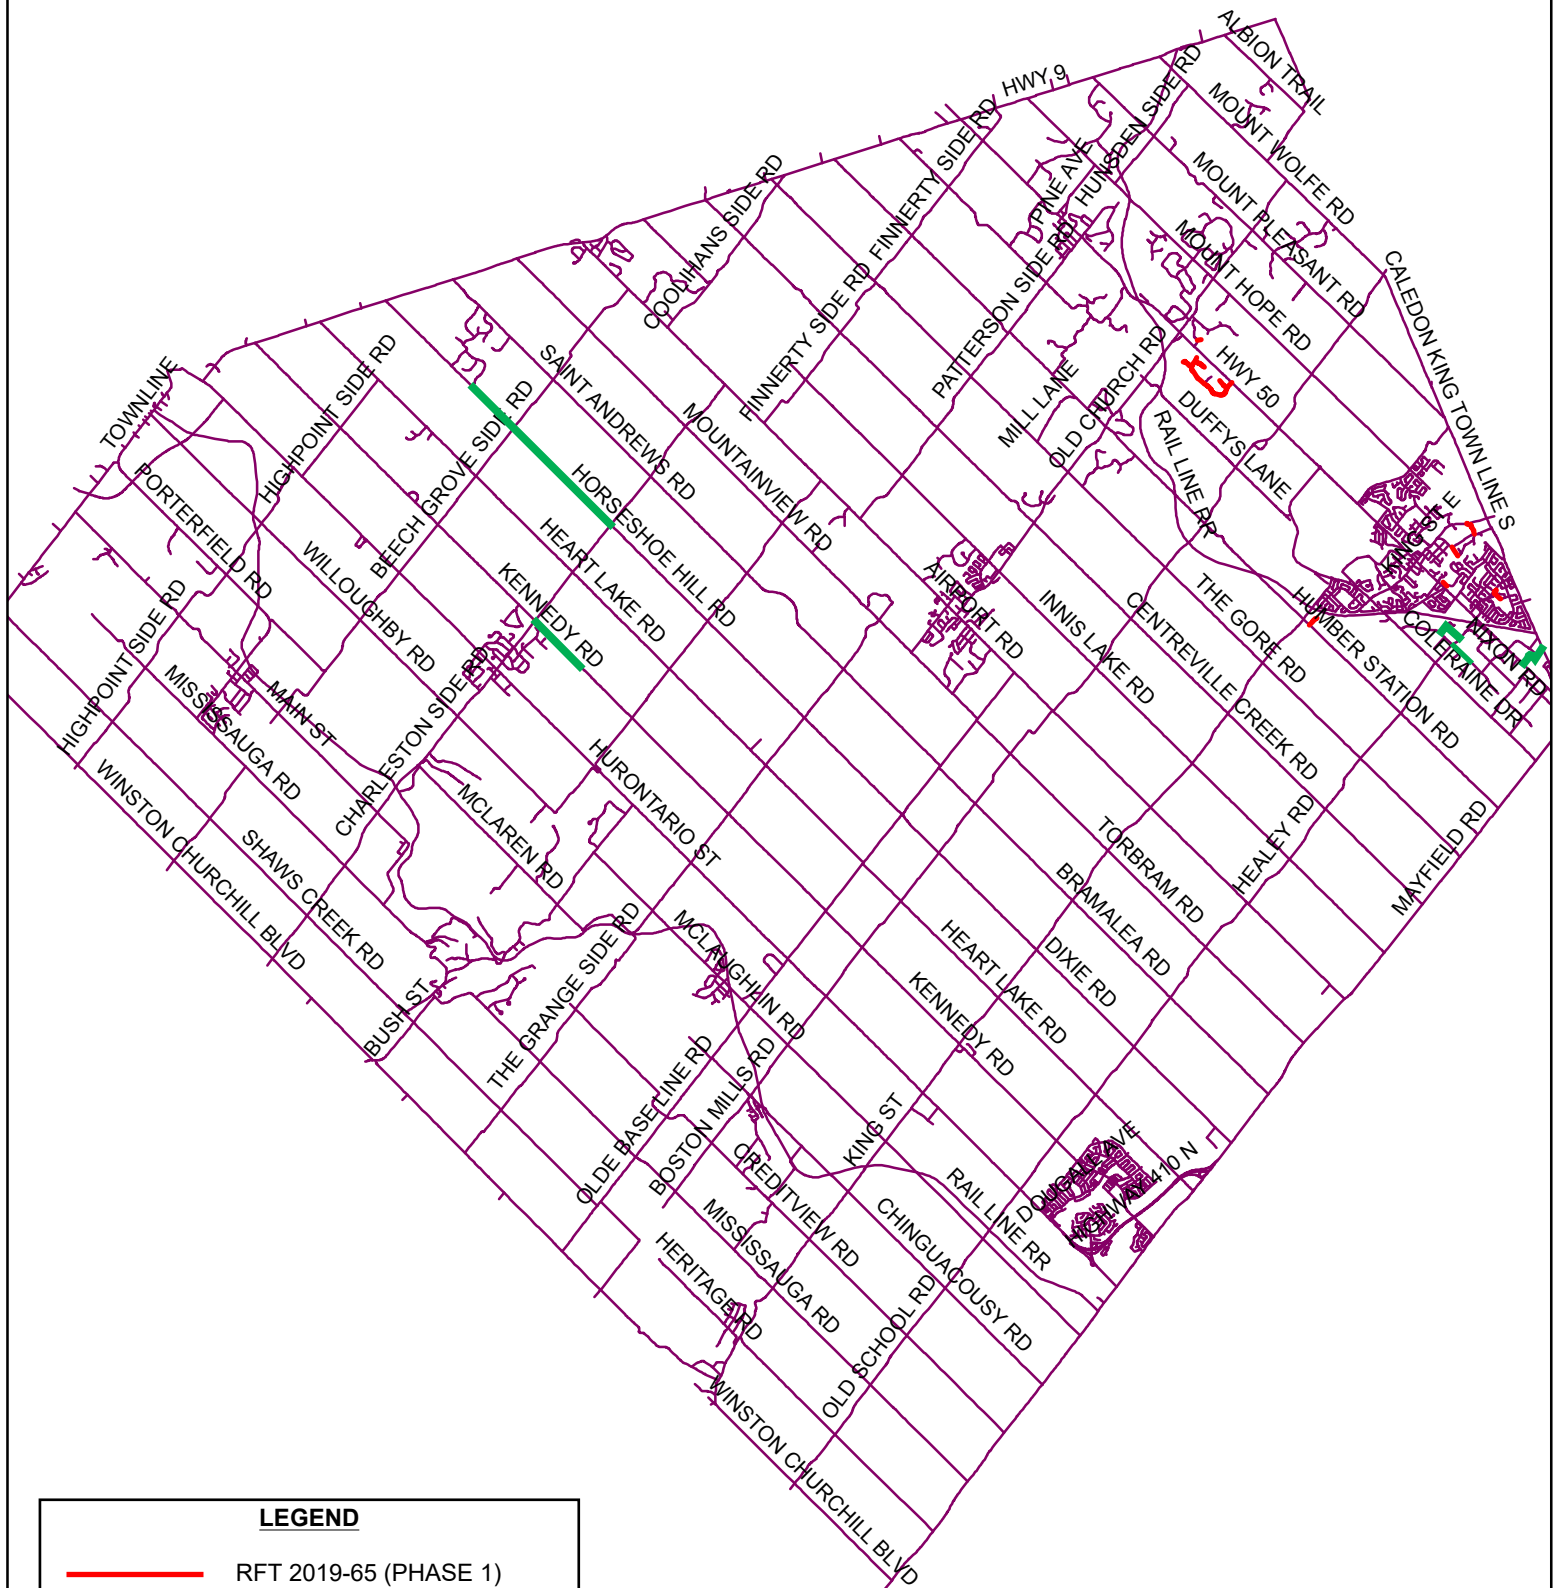 ALBION TRAIL
HWY 9
HUNSDEN SIDE RD
MOUNT WOLFE RD
FINNERTY SIDE RD
PINE AVE
MOUNT PLEASANT RD
COOLIHANS SIDE RD
MOUNT HOPE RD
CALEDON KING TOWN LINE S
FINNERTY SIDE RD
PATTERSON SIDE RD
HWY 50
OLD CHURCH RD
MILL LANE
DUFFYS LANE
RAIL LINE RR
TOWNLINE
HIGHPOINT SIDE RD
BEECH GROVE SIDE RD
SAINT ANDREWS RD
MOUNTAINVIEW RD
HORSESHOE HILL RD
HEART LAKE RD
KENNEDY RD
PORTERFIELD RD
WILLOUGHBY RD
KING ST E
AIRPORT RD
INNIS LAKE RD
CENTREVILLE CREEK RD
THE GORE RD
HUMBER STATION RD
COLERAINE DR
NIXON RD
HIGHPOINT SIDE RD
MISSISSAUGA RD
MAIN ST
CHARLESTON SIDE RD
WINSTON CHURCHILL BLVD
SHAWS CREEK RD
MCLAREN RD
HURONTARIO ST
TORBRAM RD
HEALEY RD
MAYFIELD RD
BRAMALEA RD
DIXIE RD
HEART LAKE RD
KENNEDY RD
MCLAUGHLIN RD
BUSH ST
THE GRANGE SIDE RD
OLDE BASE LINE RD
BOSTON MILLS RD
KING ST
DOUGALL AVE
HIGHWAY 410 N
RAIL LINE RR
CREDITVIEW RD
CHINGUACOUSY RD
MISSISSAUGA RD
HERITAGE RD
OLD SCHOOL RD
WINSTON CHURCHILL BLVD
LEGEND
RFT 2019-65 (PHASE 1)